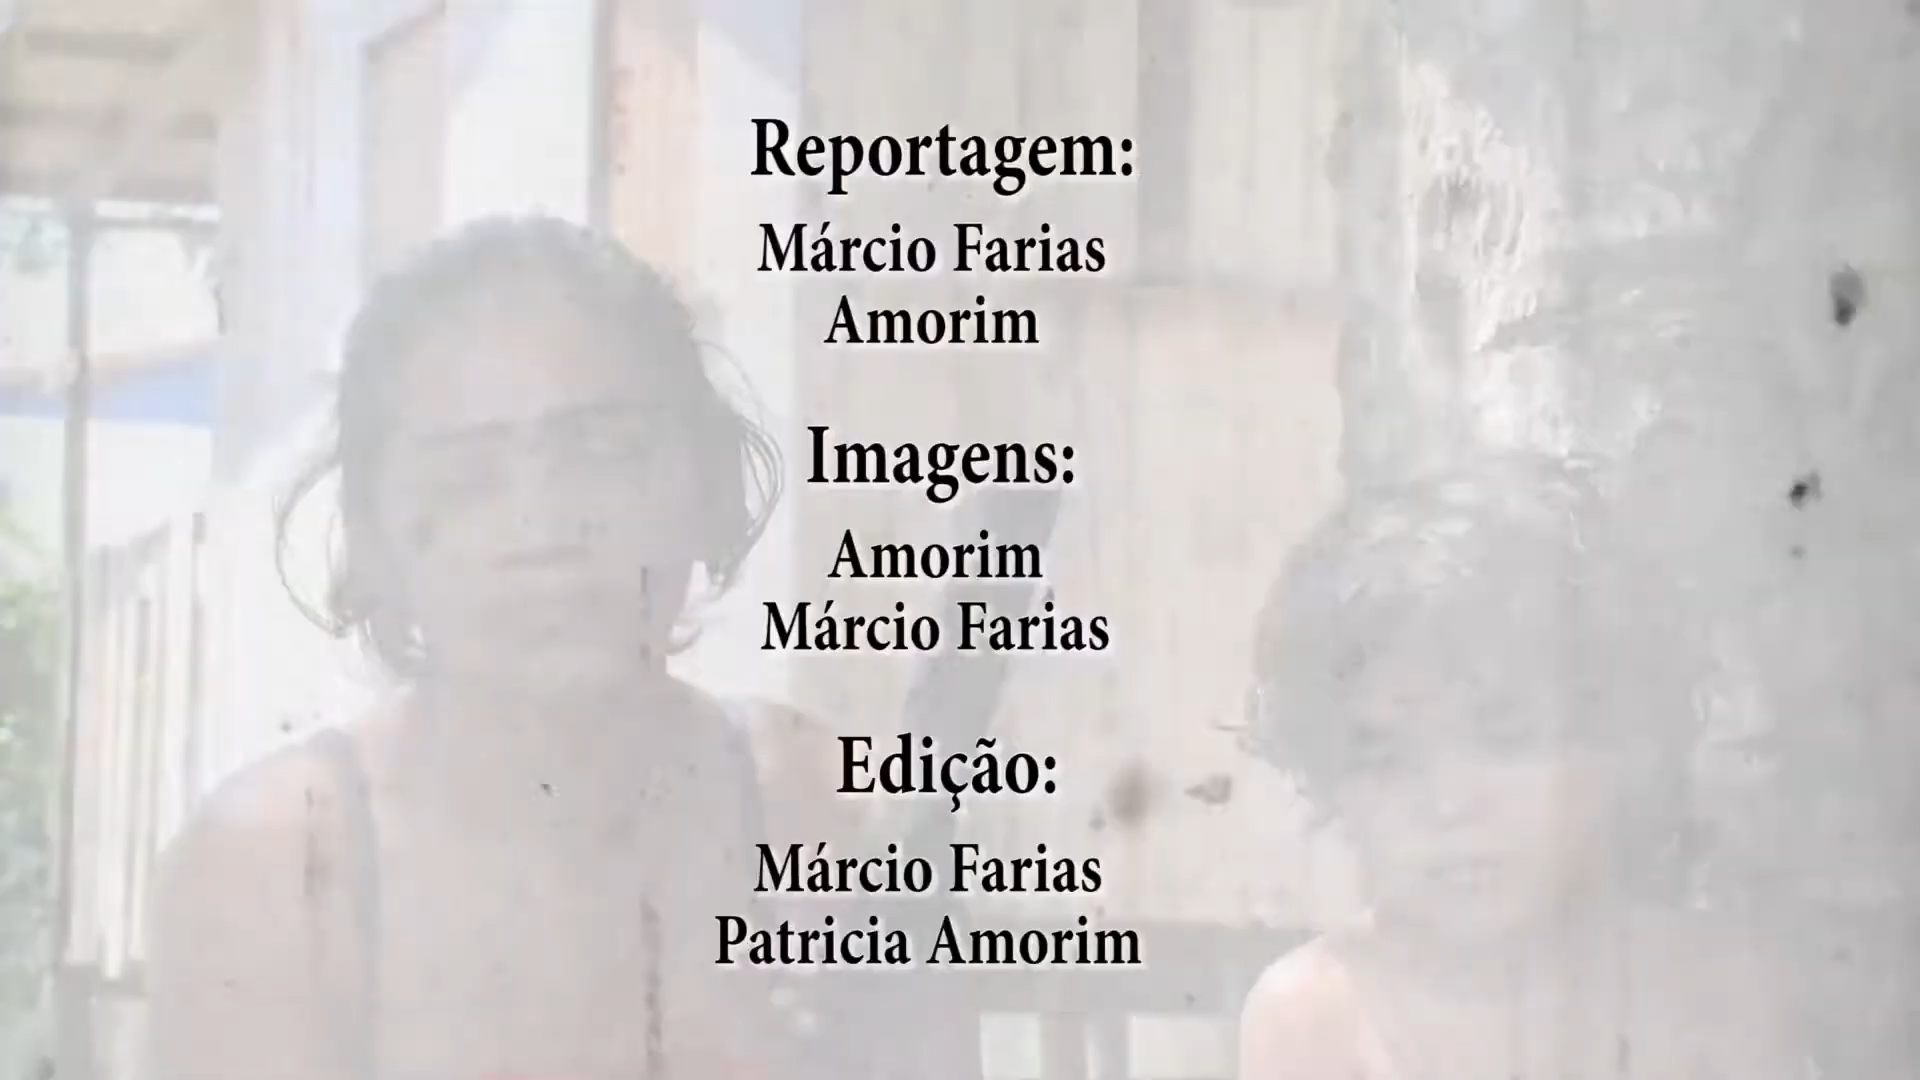 Reportagem:
Márcio Farias
Amorim
Imagens:
Amorim
Márcio Farias
Edição:
Márcio Farias
Patricia Amorim